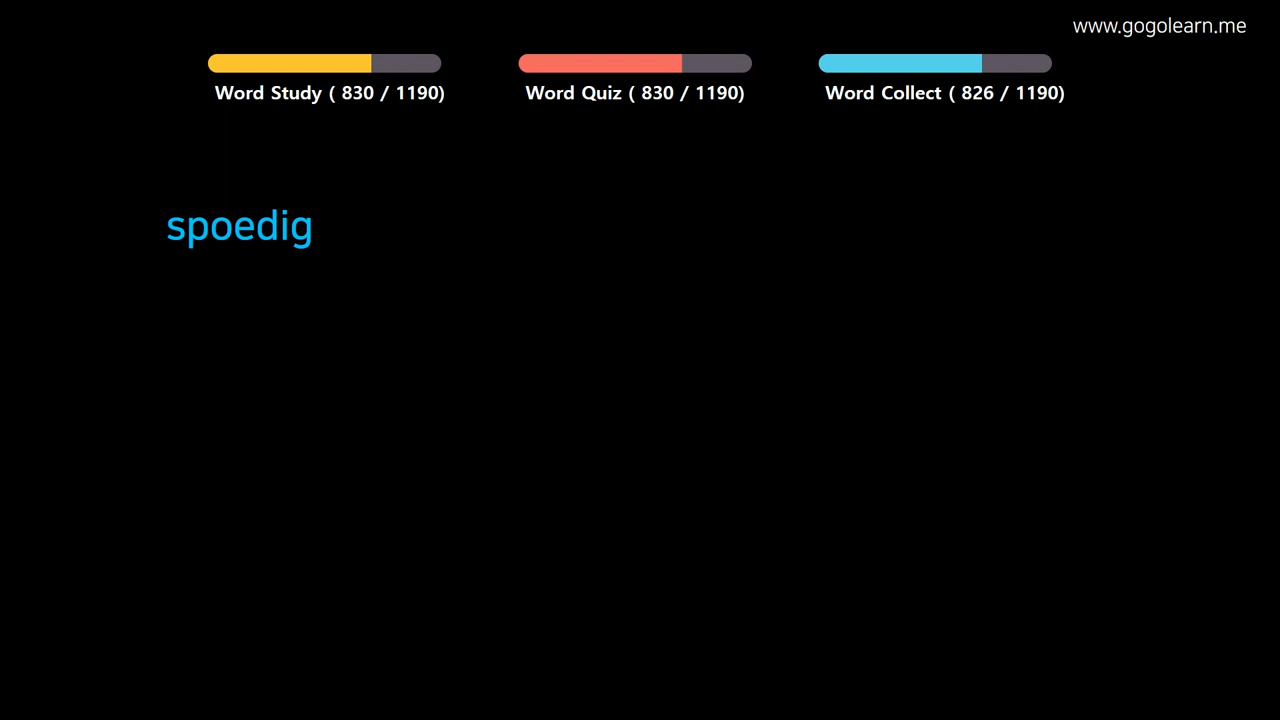 www.gogolearn.me
Word Study ( 830 / 1190)
Word Quiz ( 830 / 1190)
Word Collect ( 826 / 1190)
spoedig